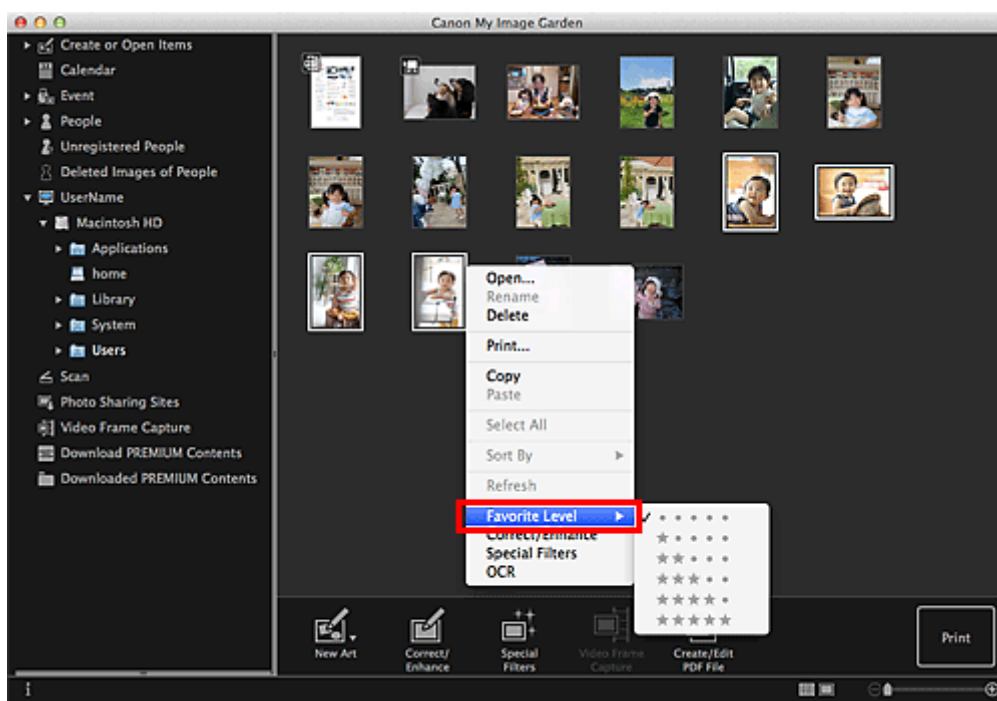 Canon My Image Garden
Create or Open Items
Calendar
Event
People
Unregistered People
Deleted Images of People
UserName
Macintosh HD
Applications
home
Library
System
Users
Scan
Photo Sharing Sites
Video Frame Capture
Download PREMIUM Contents
Downloaded PREMIUM Contents
Open...
Rename
Delete
Print...
Copy
Paste
Select All
Sort By
Refresh
Favorite Level
Correct/Enhance
Special Filters
OCR
New Art
Correct/
Enhance
Special
Filters
Video Frame
Capture
Create/Edit
PDF File
Print